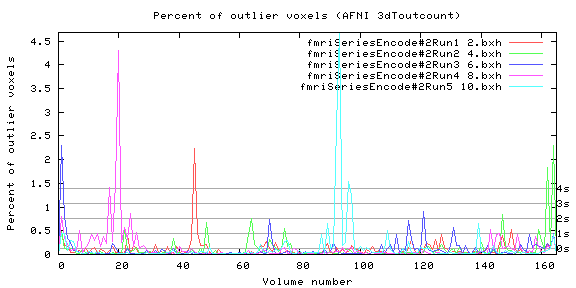 Percent of outlier voxels (AFNI 3dToutcount)
fmriSeriesEncode#2Run1 2.bxh
fmriSeriesEncode#2Run2 4.bxh
fmriSeriesEncode#2Run3 6.bxh
fmriSeriesEncode#2Run4 8.bxh
fmriSeriesEncode#2Run5 10.bxh
Percent of outlier voxels
4.5
4
3.5
3
2.5
2
1.5
1
0.5
0
4s
3s
2s
1s
0s
0 20 40 60 80 100 120 140 160
Volume number